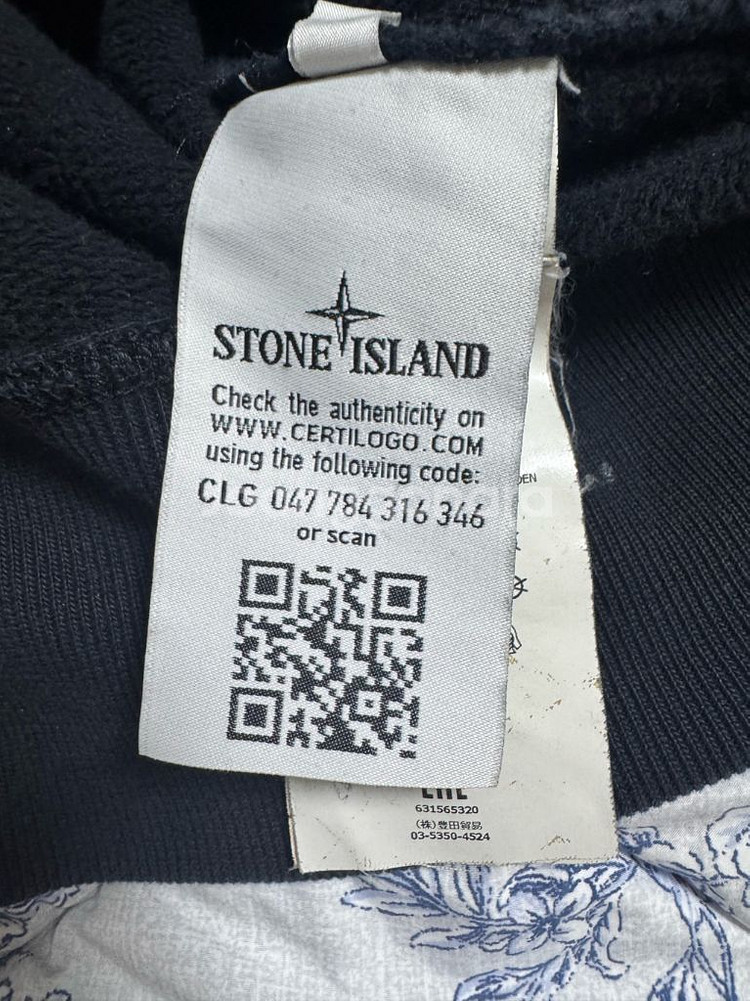 STONE ISLAND
Check the authenticity on
WWW.CERTILOGO.COM
using the following code:
CLG 047 784 316 346
or scan
DEN
631565320
(株)豊田貿易
03-5350-4524